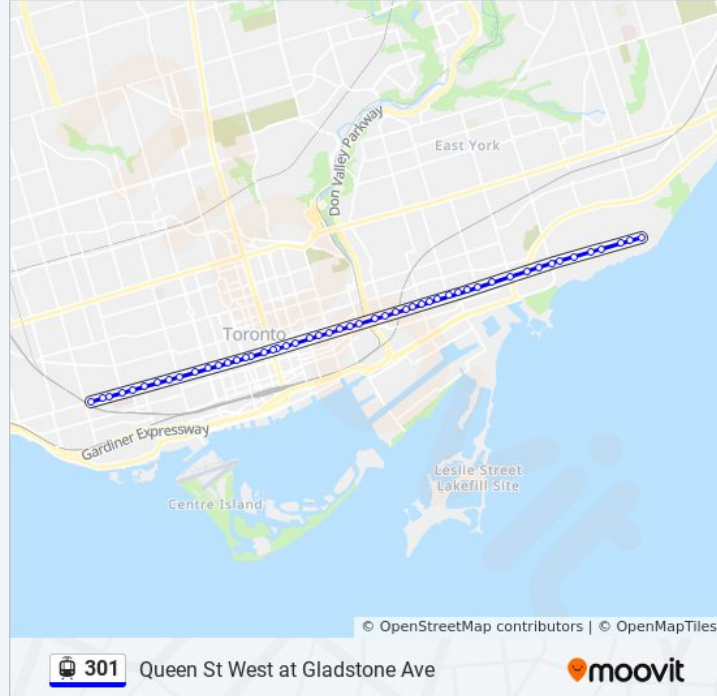 East York
Don Valley Parkway
Toronto
Gardiner Expressway
Centre Island
Leslie Street
Lakefill Site
© OpenStreetMap contributors | © OpenMapTiles
301 Queen St West at Gladstone Ave
moovit